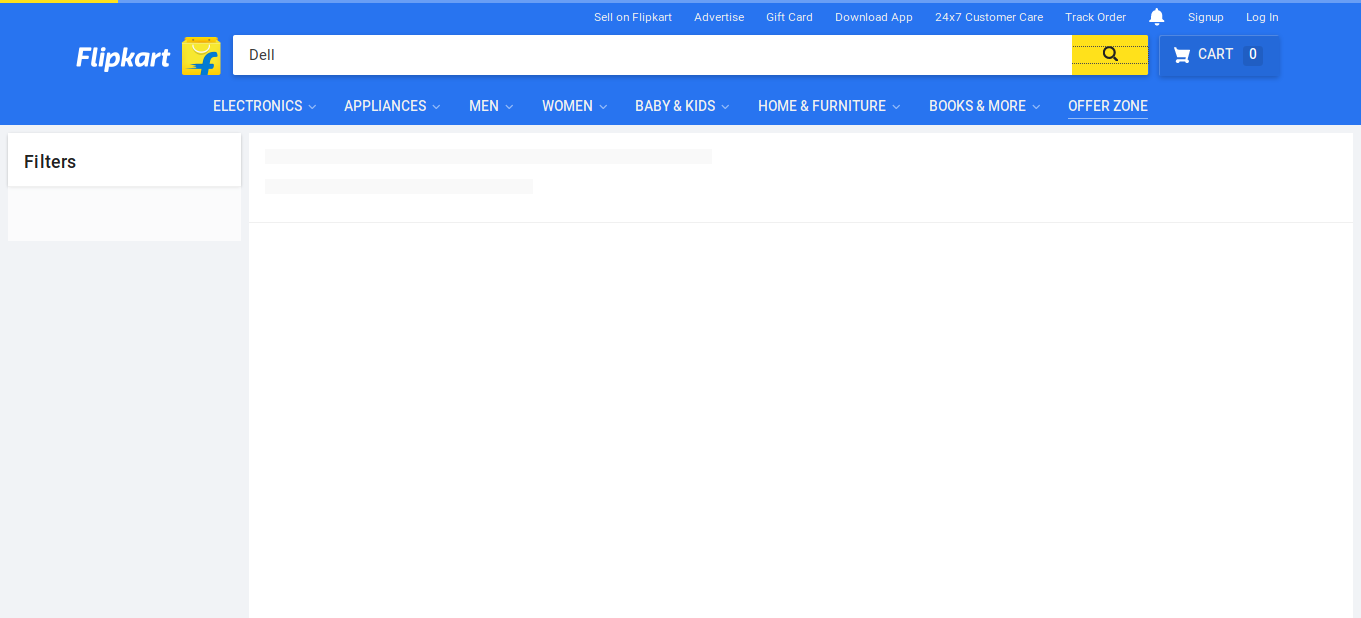 Sell on Flipkart Advertise Gift Card Download App 24x7 Customer Care Track Order Signup Log In
Flipkart Dell CART 0
ELECTRONICS APPLIANCES MEN WOMEN BABY & KIDS HOME & FURNITURE BOOKS & MORE OFFER ZONE
Filters